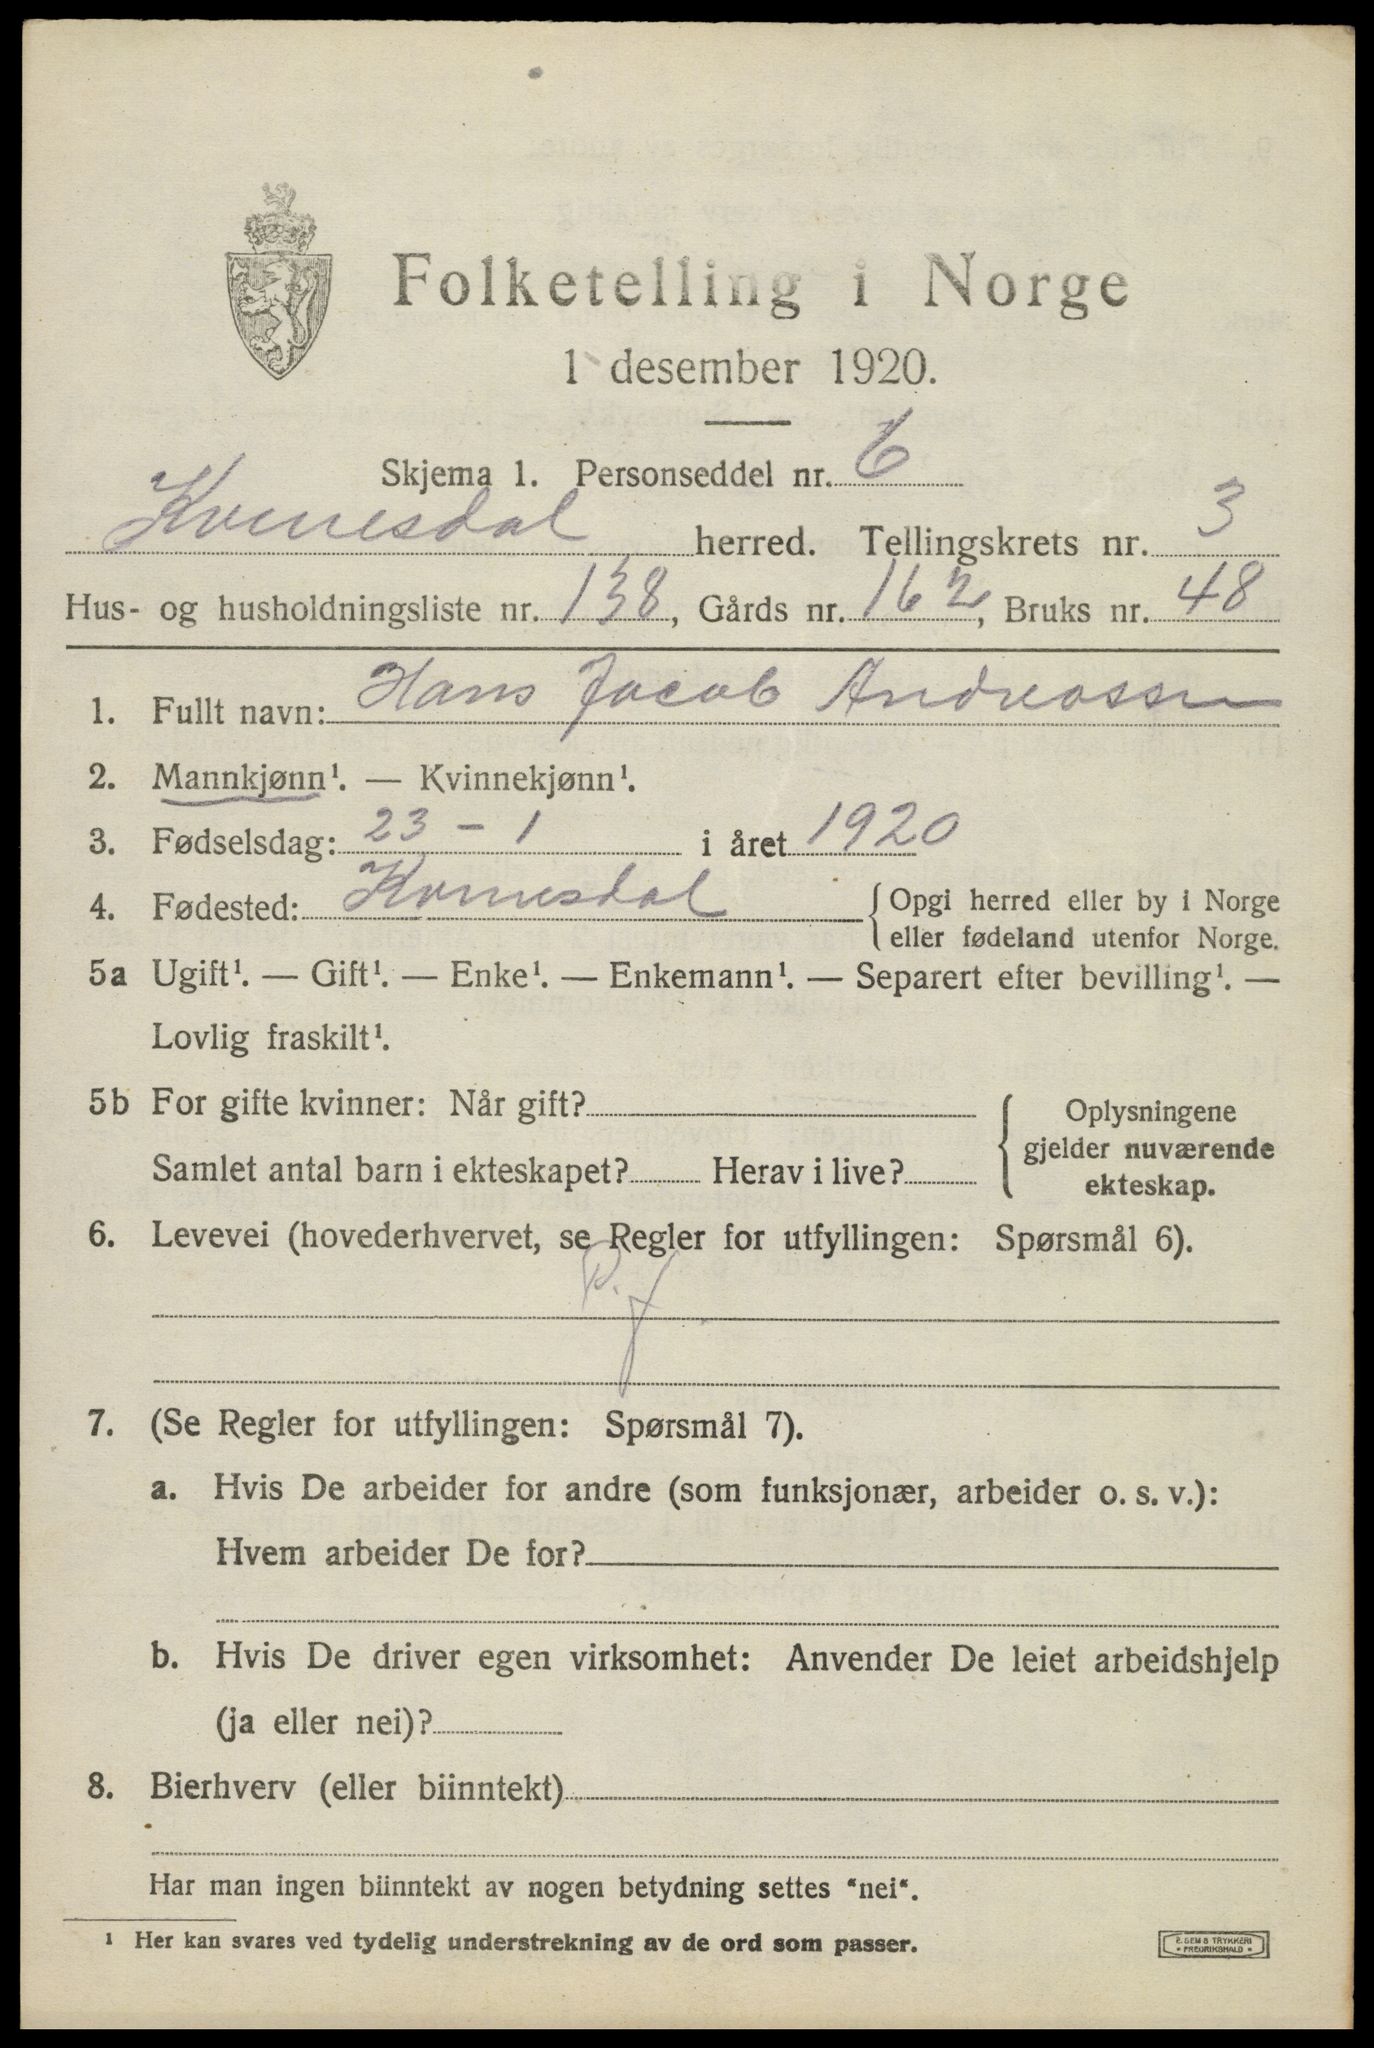 Folketelling i Norge
1 desember 1920.
Skjema 1. Personseddel nr. 6
Kvinesdal herred. Tellingskrets nr. 3
Hus- og husholdningsliste nr. 138, Gårds nr. 162, Bruks nr. 48
1. Fullt navn: Hans Jacob Andreassen
2. Mannkjønn¹. — Kvinnekjønn¹.
3. Fødselsdag: 23 - 1 i året 1920
4. Fødested: Kvinesdal { Opgi herred eller by i Norge
eller fødeland utenfor Norge.
5a Ugift¹. — Gift¹. — Enke¹. — Enkemann¹. — Separert efter bevilling¹. —
Lovlig fraskilt¹.
5b For gifte kvinner: Når gift? { Oplysningene
gjelder nuværende
Samlet antal barn i ekteskapet? Herav i live? ekteskap.
6. Levevei (hovederhvervet, se Regler for utfyllingen: Spørsmål 6).
7. (Se Regler for utfyllingen: Spørsmål 7).
a. Hvis De arbeider for andre (som funksjonær, arbeider o. s. v.):
Hvem arbeider De for?
b. Hvis De driver egen virksomhet: Anvender De leiet arbeidshjelp
(ja eller nei)?
8. Bierhverv (eller biinntekt)
Har man ingen biinntekt av nogen betydning settes "nei".
¹ Her kan svares ved tydelig understrekning av de ord som passer.
E. SEM'S TRYKKERI
• FREDRIKSHALD •